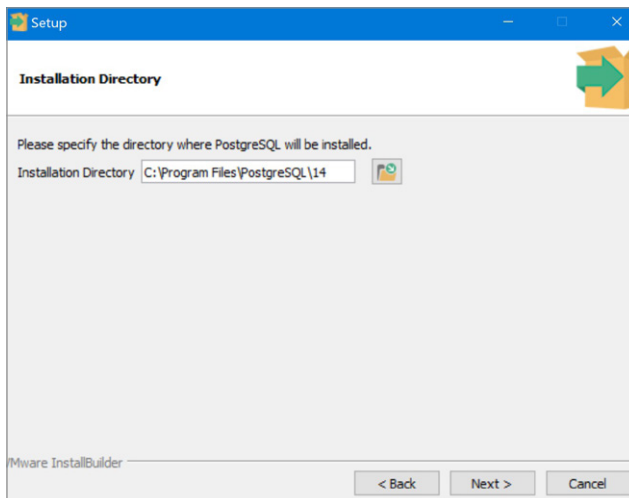 Setup
Installation Directory
Please specify the directory where PostgreSQL will be installed.
Installation Directory C:\Program Files\PostgreSQL\14
VMware InstallBuilder
< Back Next > Cancel